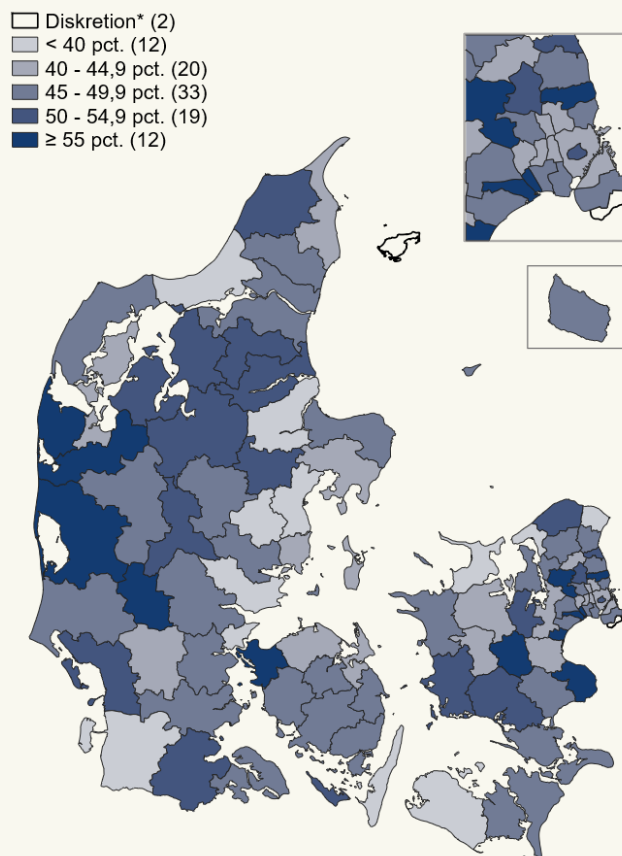 Diskretion* (2)
< 40 pct. (12)
40 - 44,9 pct. (20)
45 - 49,9 pct. (33)
50 - 54,9 pct. (19)
≥ 55 pct. (12)